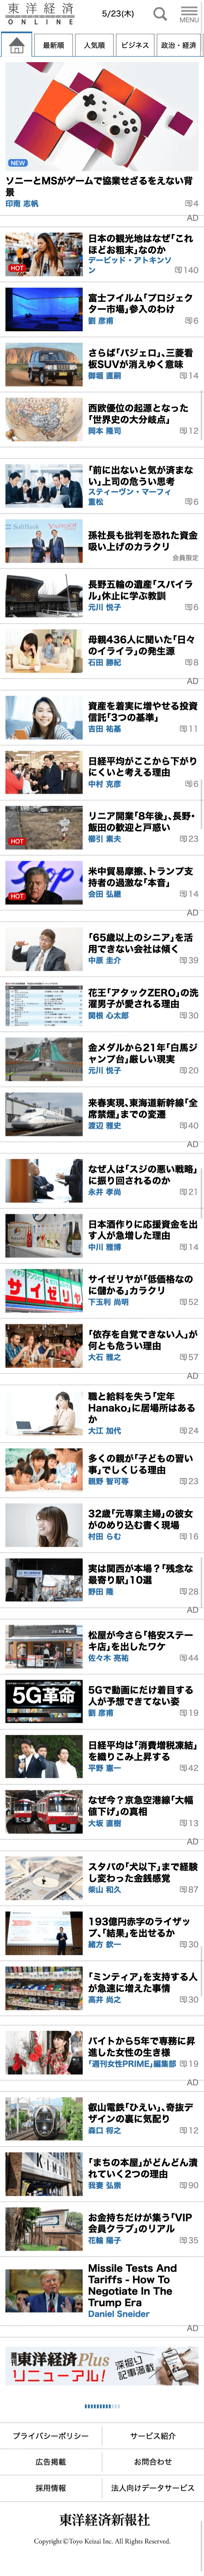 東洋経済
ONLINE
5/23(木)
MENU
最新順
人気順
ビジネス
政治・経済
NEW
ソニーとMSがゲームで協業せざるをえない背
景
印南 志帆
4
AD
日本の観光地はなぜ「これ
ほどお粗末」なのか
デービッド・アトキンソ
ン
140
HOT
富士フイルム「プロジェク
ター市場」参入のわけ
劉 彦甫
6
さらば「パジェロ」、三菱看
板SUVが消えゆく意味
御堀 直嗣
14
西欧優位の起源となった
「世界史の大分岐点」
岡本 隆司
12
「前に出ないと気が済まな
い」上司の危うい思考
スティーヴン・マーフィ
重松
6
孫社長も批判を恐れた資金
吸い上げのカラクリ
会員限定
SoftBank
YAHOO!
長野五輪の遺産「スパイラ
ル」休止に学ぶ教訓
元川 悦子
6
母親436人に聞いた「日々
のイライラ」の発生源
石田 勝紀
8
AD
資産を着実に増やせる投資
信託「3つの基準」
吉田 祐基
11
日経平均がここから下がり
にくいと考える理由
中村 克彦
6
リニア開業「8年後」、長野・
飯田の歓迎と戸惑い
柳引 素夫
23
HOT
米中貿易摩擦、トランプ支
持者の過激な「本音」
会田 弘継
14
HOT
AD
「65歳以上のシニア」を活
用できない会社は傾く
中原 圭介
39
花王「アタックZERO」の洗
濯男子が愛される理由
関根 心太郎
30
金メダルから21年「白馬ジ
ャンプ台」厳しい現実
元川 悦子
20
来春実現、東海道新幹線「全
席禁煙」までの変遷
渡辺 雅史
40
AD
なぜ人は「スジの悪い戦略」
に振り回されるのか
永井 孝尚
21
日本酒作りに応援資金を出
す人が急増した理由
中川 雅博
14
サイゼリヤが「低価格なの
に儲かる」カラクリ
下玉利 尚明
52
サイゼリヤ
「依存を自覚できない人」が
何とも危うい理由
大石 雅之
57
AD
職と給料を失う「定年
Hanako」に居場所はある
か
大江 加代
24
多くの親が「子どもの習い
事」でしくじる理由
親野 智可等
23
32歳「元専業主婦」の彼女
がのめり込む書く現場
村田 らむ
16
実は関西が本場？「残念な
最寄り駅」10選
野田 隆
28
AD
松屋が今さら「格安ステー
キ店」を出したワケ
佐々木 亮祐
44
5Gで動画にだけ着目する
人が予想できてない姿
劉 彦甫
19
5G革命
日経平均は「消費増税凍結」
を織りこみ上昇する
平野 憲一
42
なぜ今？京急空港線「大幅
値下げ」の真相
大坂 直樹
13
AD
スタバの「犬以下」まで経験
し変わった金銭感覚
柴山 和久
87
193億円赤字のライザッ
プ、「結果」を出せるか
緒方 欽一
30
「ミンティア」を支持する人
が急速に増えた事情
高井 尚之
30
バイトから5年で専務に昇
進した女性の生き様
「週刊女性PRIME」編集部
19
AD
叡山電鉄「ひえい」、奇抜デ
ザインの裏に気配り
森口 将之
12
「まちの本屋」がどんどん潰
れていく2つの理由
我妻 弘崇
90
お金持ちだけが集う「VIP
会員クラブ」のリアル
花輪 陽子
35
Missile Tests And
Tariffs - How To
Negotiate In The
Trump Era
Daniel Sneider
AD
週刊東洋経済Plus
リニューアル！
深掘り
記事満載
プライバシーポリシー
サービス紹介
広告掲載
お問合わせ
採用情報
法人向けデータサービス
東洋経済新報社
Copyright ©Toyo Keizai Inc. All Rights Reserved.